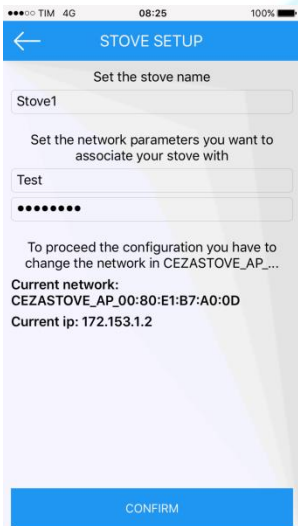 TIM 4G 08:25 100%
STOVE SETUP
Set the stove name
Stove1
Set the network parameters you want to
associate your stove with
Test
••••••••
To proceed the configuration you have to
change the network in CEZASTOVE_AP_...
Current network:
CEZASTOVE_AP_00:80:E1:B7:A0:0D
Current ip: 172.153.1.2
CONFIRM